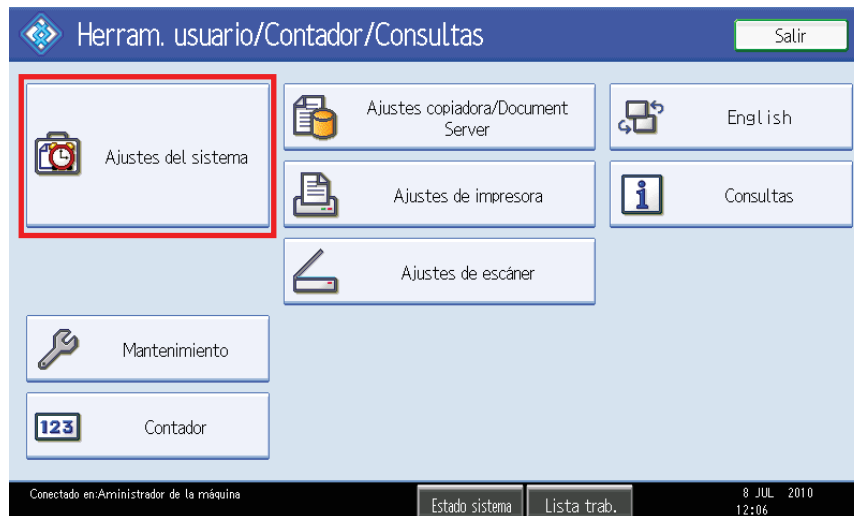 Herram. usuario/Contador/Consultas
Salir
Ajustes del sistema
Ajustes copiadora/Document
Server
English
Ajustes de impresora
Consultas
Ajustes de escáner
Mantenimiento
123
Contador
Conectado en:Aministrador de la máquina
Estado sistema
Lista trab.
8 JUL 2010
12:06